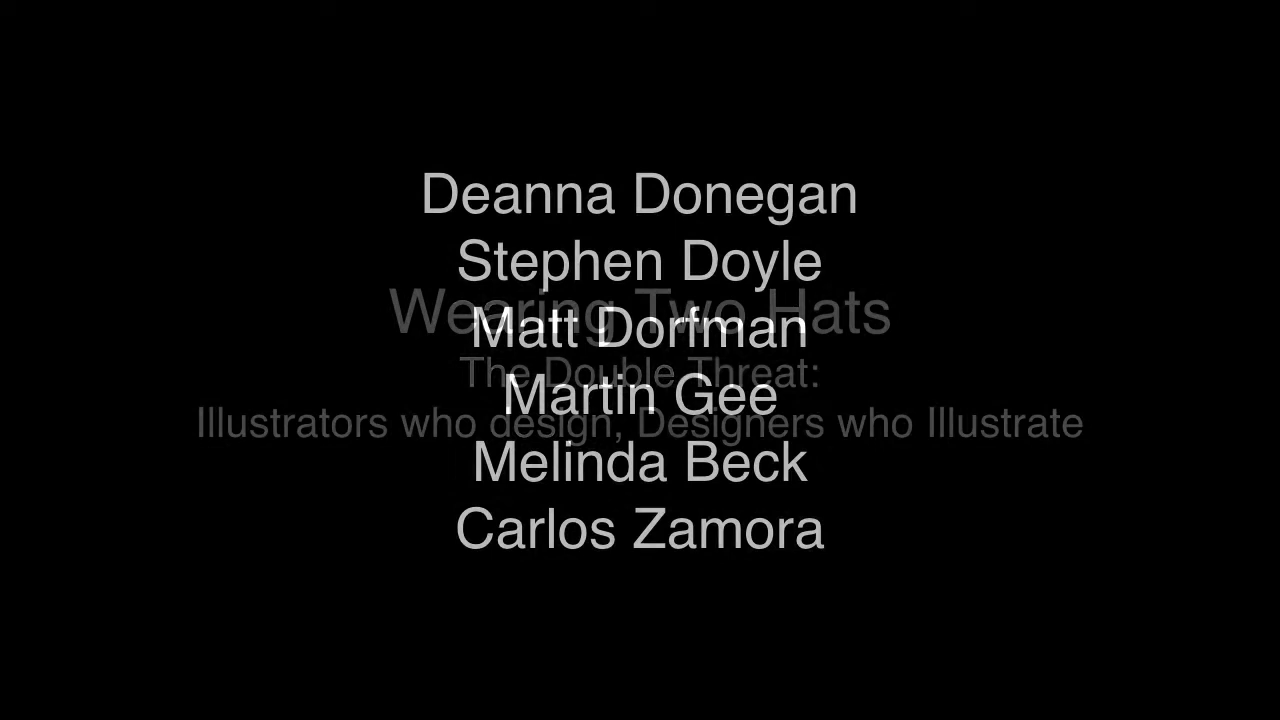 Deanna Donegan
Stephen Doyle
Wearing Two Hats
Matt Dorfman
The Double Threat:
Martin Gee
Illustrators who design, Designers who Illustrate
Melinda Beck
Carlos Zamora